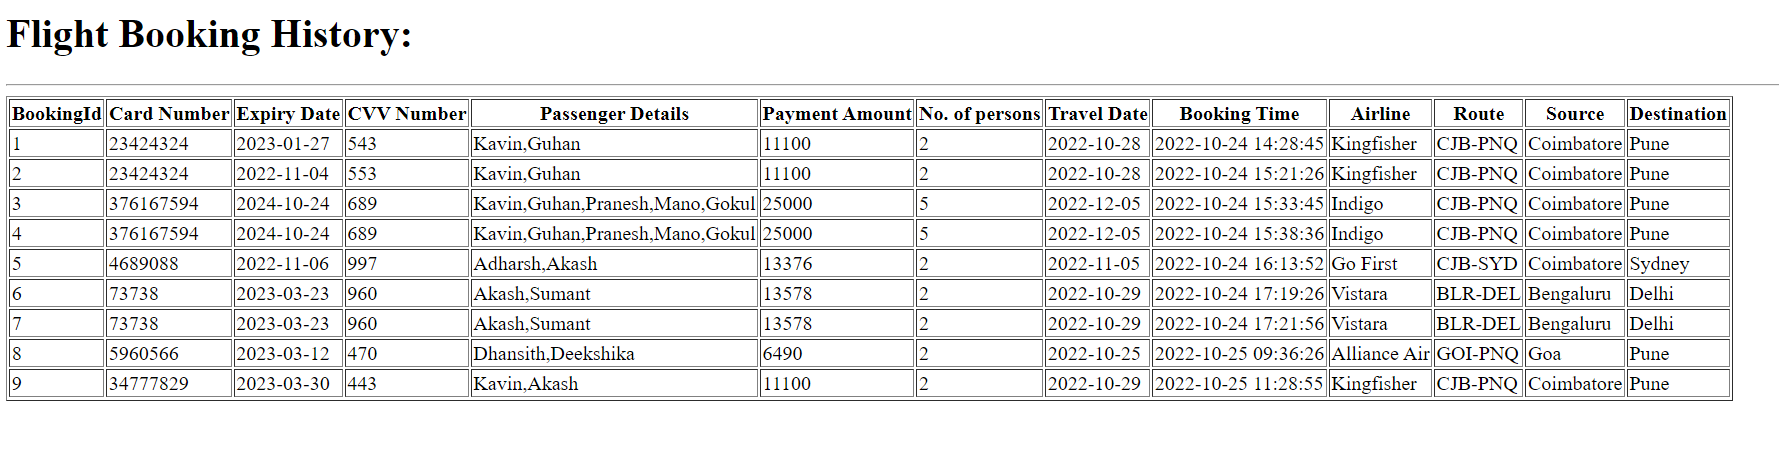 Flight Booking History:
BookingId Card Number Expiry Date CVV Number Passenger Details Payment Amount No. of persons Travel Date Booking Time Airline Route Source Destination
1 23424324 2023-01-27 543 Kavin,Guhan 11100 2 2022-10-28 2022-10-24 14:28:45 Kingfisher CJB-PNQ Coimbatore Pune
2 23424324 2022-11-04 553 Kavin,Guhan 11100 2 2022-10-28 2022-10-24 15:21:26 Kingfisher CJB-PNQ Coimbatore Pune
3 376167594 2024-10-24 689 Kavin,Guhan,Pranesh,Mano,Gokul 25000 5 2022-12-05 2022-10-24 15:33:45 Indigo CJB-PNQ Coimbatore Pune
4 376167594 2024-10-24 689 Kavin,Guhan,Pranesh,Mano,Gokul 25000 5 2022-12-05 2022-10-24 15:38:36 Indigo CJB-PNQ Coimbatore Pune
5 4689088 2022-11-06 997 Adharsh,Akash 13376 2 2022-11-05 2022-10-24 16:13:52 Go First CJB-SYD Coimbatore Sydney
6 73738 2023-03-23 960 Akash,Sumant 13578 2 2022-10-29 2022-10-24 17:19:26 Vistara BLR-DEL Bengaluru Delhi
7 73738 2023-03-23 960 Akash,Sumant 13578 2 2022-10-29 2022-10-24 17:21:56 Vistara BLR-DEL Bengaluru Delhi
8 5960566 2023-03-12 470 Dhansith,Deekshika 6490 2 2022-10-25 2022-10-25 09:36:26 Alliance Air GOI-PNQ Goa Pune
9 34777829 2023-03-30 443 Kavin,Akash 11100 2 2022-10-29 2022-10-25 11:28:55 Kingfisher CJB-PNQ Coimbatore Pune